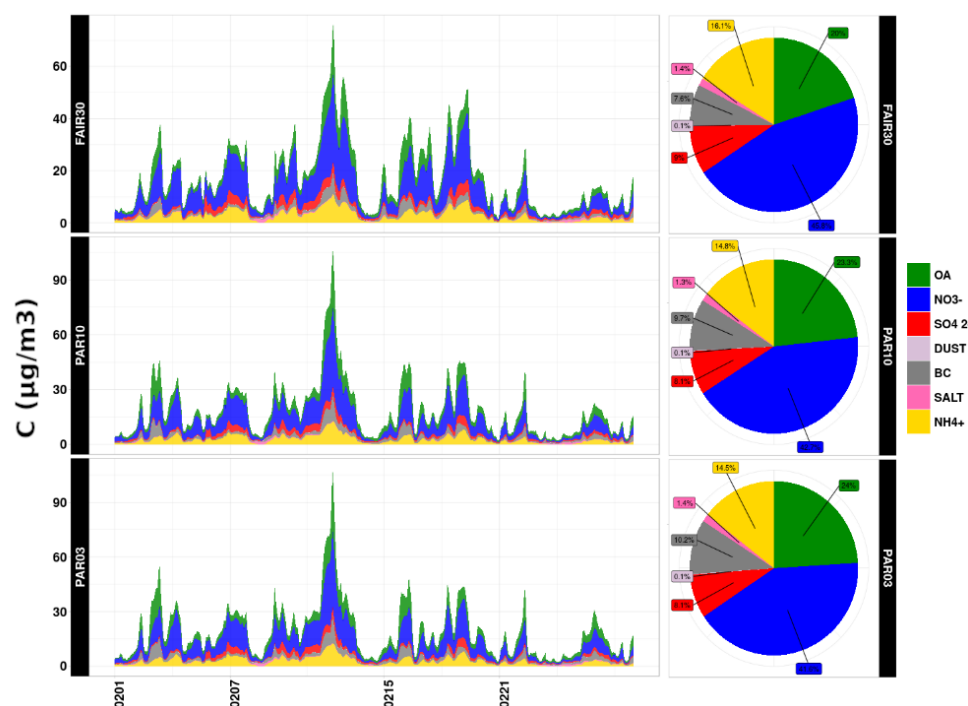 C (µg/m3)
FAIR30
60
40
20
0
16.1%
20%
1.4%
7.6%
0.1%
9%
FAIR30
PAR10
90
60
30
0
14.8%
23.3%
1.3%
9.7%
0.1%
8.1%
PAR10
PAR03
90
60
30
0
14.5%
24%
1.4%
10.2%
0.1%
8.1%
PAR03
0201
0207
0215
0221
OA
NO3-
SO4 2
DUST
BC
SALT
NH4+